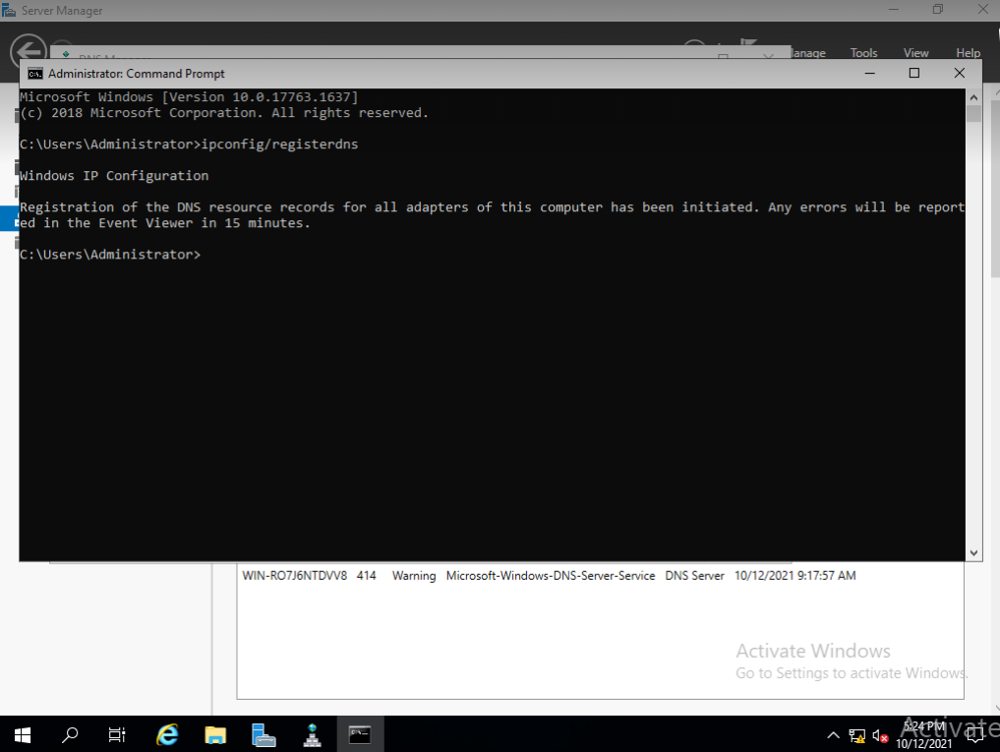 Server Manager
DNS Manager
Manage Tools View Help
Administrator: Command Prompt
Microsoft Windows [Version 10.0.17763.1637]
(c) 2018 Microsoft Corporation. All rights reserved.
C:\Users\Administrator>ipconfig/registerdns
Windows IP Configuration
Registration of the DNS resource records for all adapters of this computer has been initiated. Any errors will be report
ed in the Event Viewer in 15 minutes.
C:\Users\Administrator>
WIN-RO7J6NTDVV8 414 Warning Microsoft-Windows-DNS-Server-Service DNS Server 10/12/2021 9:17:57 AM
Activate Windows
Go to Settings to activate Windows.
5:24 PM
Activate
10/12/2021